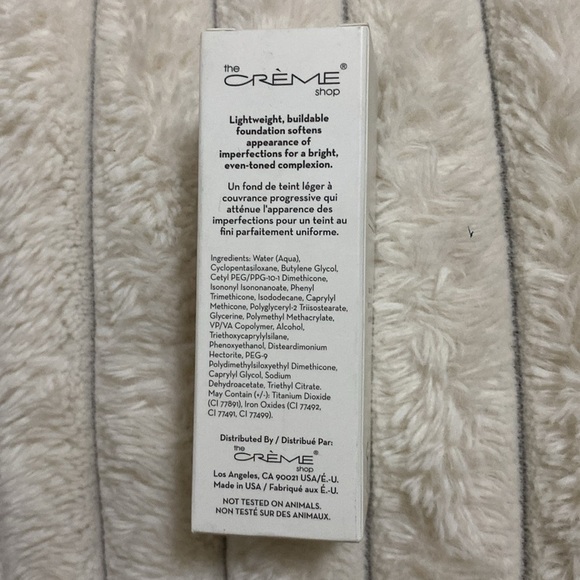 the
CRÈME®
shop
Lightweight, buildable
foundation softens
appearance of
imperfections for a bright,
even-toned complexion.
Un fond de teint léger à
couvrance progressive qui
atténue l'apparence des
imperfections pour un teint au
fini parfaitement uniforme.
Ingredients: Water (Aqua),
Cyclopentasiloxane, Butylene Glycol,
Cetyl PEG/PPG-10-1 Dimethicone,
Isononyl Isononanoate, Phenyl
Trimethicone, Isododecane, Caprylyl
Methicone, Polyglyceryl-2 Triisostearate,
Glycerine, Polymethyl Methacrylate,
VP/VA Copolymer, Alcohol,
Triethoxycaprylylsilane,
Phenoxyethanol, Disteardimonium
Hectorite, PEG-9
Polydimethylsiloxyethyl Dimethicone,
Caprylyl Glycol, Sodium
Dehydroacetate, Triethyl Citrate.
May Contain (+/-): Titanium Dioxide
(CI 77891), Iron Oxides (CI 77492,
CI 77491, CI 77499).
Distributed By / Distribué Par:
the
CRÈME®
shop
Los Angeles, CA 90021 USA/É.-U.
Made in USA / Fabriqué aux É.-U.
NOT TESTED ON ANIMALS.
NON TESTÉ SUR DES ANIMAUX.